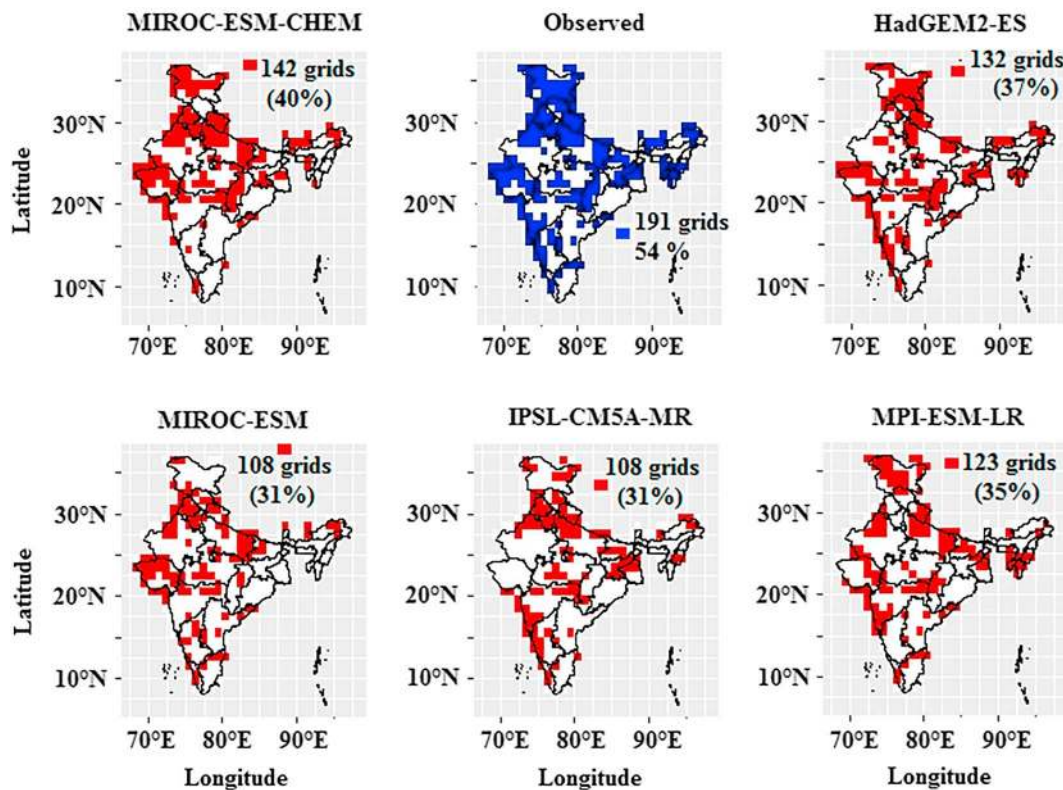 MIROC-ESM-CHEM
142 grids
(40%)
Latitude
30°N
20°N
10°N
70°E 80°E 90°E
Observed
191 grids
54 %
70°E 80°E 90°E
HadGEM2-ES
132 grids
(37%)
30°N
20°N
10°N
70°E 80°E 90°E
MIROC-ESM
108 grids
(31%)
Latitude
30°N
20°N
10°N
70°E 80°E 90°E
Longitude
IPSL-CM5A-MR
108 grids
(31%)
30°N
20°N
10°N
70°E 80°E 90°E
Longitude
MPI-ESM-LR
123 grids
(35%)
30°N
20°N
10°N
70°E 80°E 90°E
Longitude